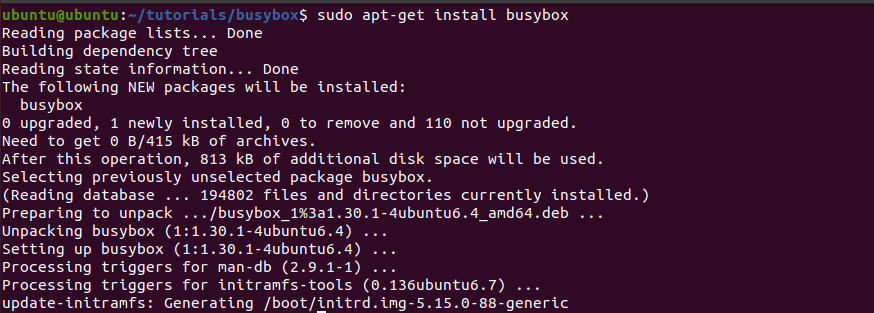 ubuntu@ubuntu:~/tutorials/busybox$ sudo apt-get install busybox
Reading package lists... Done
Building dependency tree
Reading state information... Done
The following NEW packages will be installed:
  busybox
0 upgraded, 1 newly installed, 0 to remove and 110 not upgraded.
Need to get 0 B/415 kB of archives.
After this operation, 813 kB of additional disk space will be used.
Selecting previously unselected package busybox.
(Reading database ... 194802 files and directories currently installed.)
Preparing to unpack .../busybox_1%3a1.30.1-4ubuntu6.4_amd64.deb ...
Unpacking busybox (1:1.30.1-4ubuntu6.4) ...
Setting up busybox (1:1.30.1-4ubuntu6.4) ...
Processing triggers for man-db (2.9.1-1) ...
Processing triggers for initramfs-tools (0.136ubuntu6.7) ...
update-initramfs: Generating /boot/initrd.img-5.15.0-88-generic